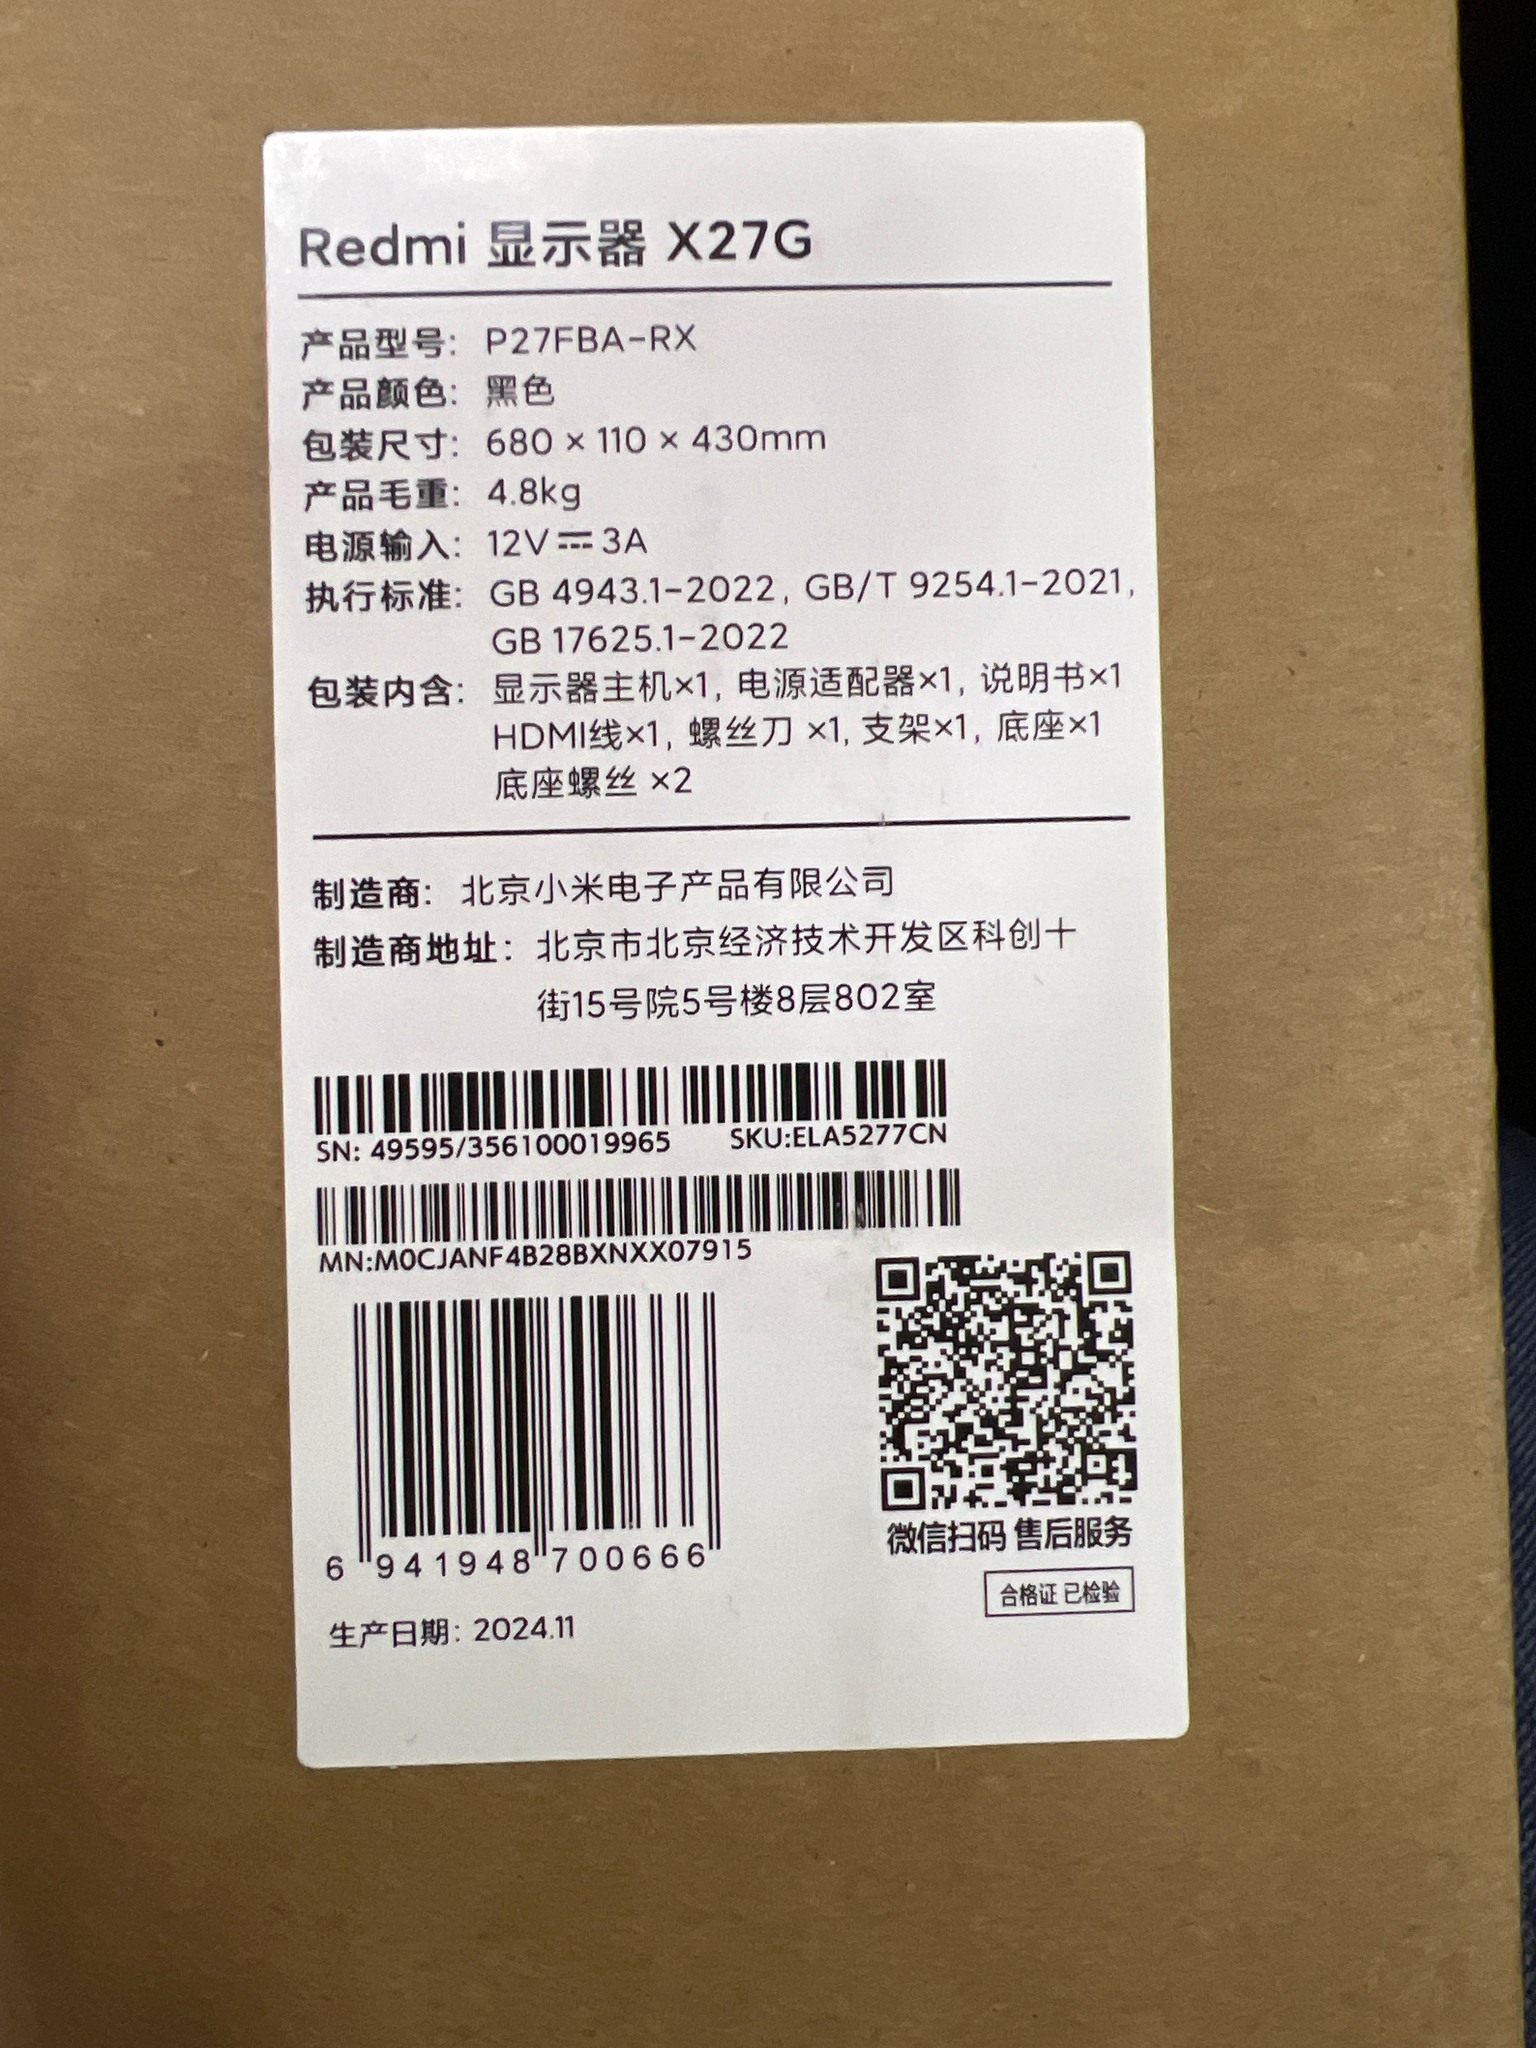 Redmi 显示器 X27G
产品型号: P27FBA-RX
产品颜色: 黑色
包装尺寸: 680 × 110 × 430mm
产品毛重: 4.8kg
电源输入: 12V⎓3A
执行标准: GB 4943.1-2022, GB/T 9254.1-2021,
GB 17625.1-2022
包装内含: 显示器主机×1, 电源适配器×1, 说明书×1
HDMI线×1, 螺丝刀 ×1, 支架×1, 底座×1
底座螺丝 ×2
制造商: 北京小米电子产品有限公司
制造商地址: 北京市北京经济技术开发区科创十
街15号院5号楼8层802室
SN: 49595/356100019965 SKU:ELA5277CN
MN:M0CJANF4B28BXNXX07915
6 941948 700666
微信扫码 售后服务
合格证 已检验
生产日期: 2024.11